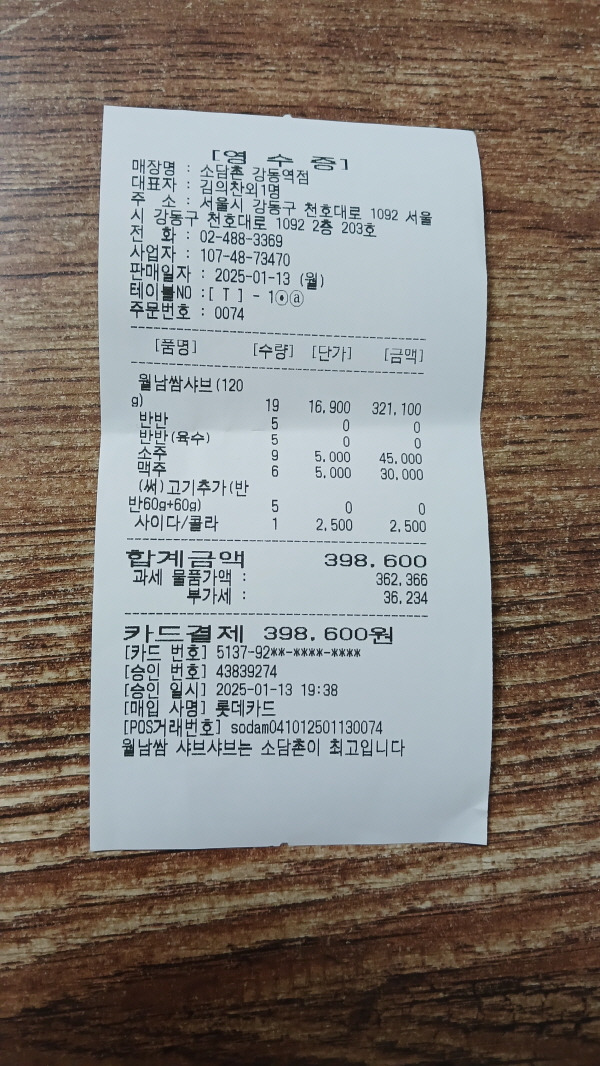 [영 수 증]
매장명 : 소담촌 강동역점
대표자 : 김의찬외1명
주 소 : 서울시 강동구 천호대로 1092 서울
시 강동구 천호대로 1092 2층 203호
전 화 : 02-488-3369
사업자 : 107-48-73470
판매일자 : 2025-01-13 (월)
테이블NO :[ T ] - 1⊙ⓐ
주문번호 : 0074
[품명] [수량] [단가] [금액]
월남쌈샤브(120
g) 19 16,900 321,100
반반 5 0 0
반반(육수) 5 0 0
소주 9 5,000 45,000
맥주 6 5,000 30,000
(써)고기추가(반
반60g+60g) 5 0 0
사이다/콜라 1 2,500 2,500
합계금액 398,600
과세 물품가액 : 362,366
부가세 : 36,234
카드결제 398,600원
[카드 번호] 5137-92**-****-****
[승인 번호] 43839274
[승인 일시] 2025-01-13 19:38
[매입 사명] 롯데카드
[POS거래번호] sodam041012501130074
월남쌈 샤브샤브는 소담촌이 최고입니다